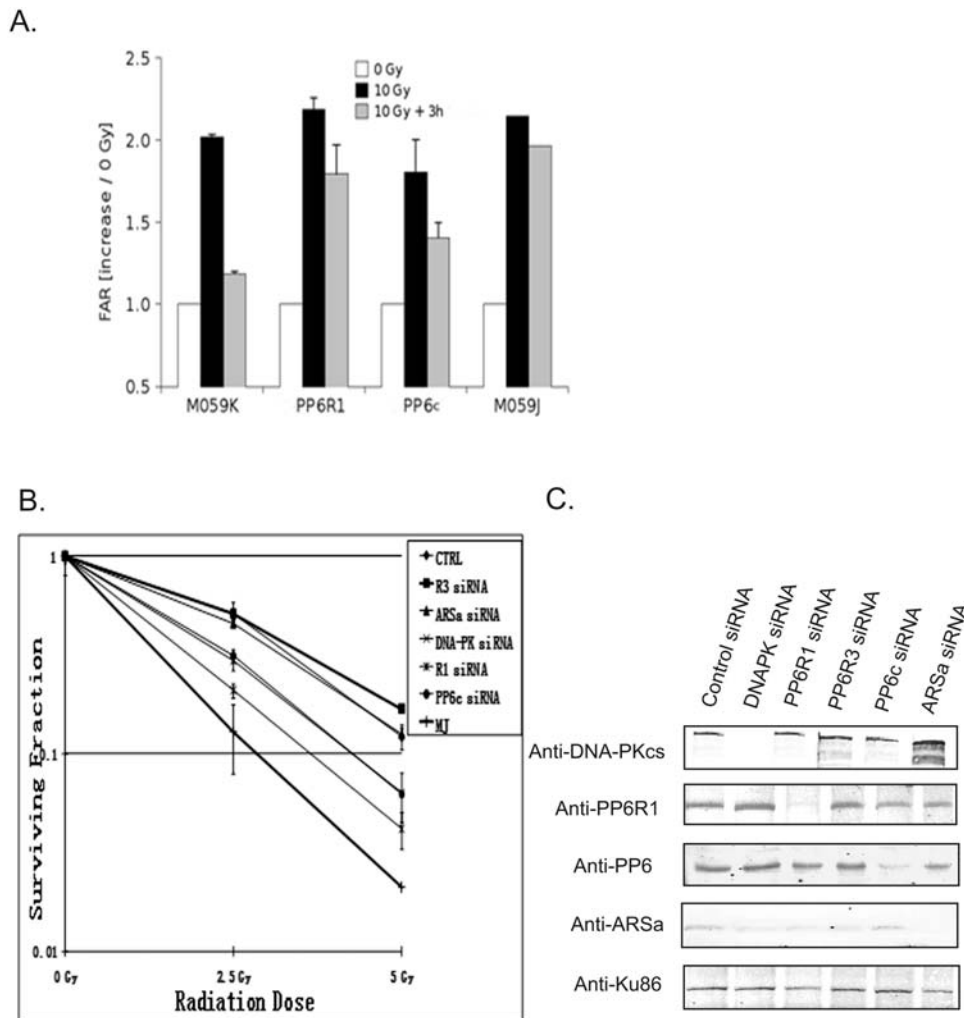 A.
FAR [increase / 0 Gy]
2.5
2.0
1.5
1.0
0.5
0 Gy
10 Gy
10 Gy + 3h
M059K PP6R1 PP6c M059J
B.
Surviving Fraction
1
0.1
0.01
0 Gy 2.5 Gy 5 Gy
Radiation Dose
CTRL
R3 siRNA
ARSa siRNA
DNA-PK siRNA
R1 siRNA
PP6c siRNA
MJ
C.
Control siRNA
DNAPK siRNA
PP6R1 siRNA
PP6R3 siRNA
PP6c siRNA
ARSa siRNA
Anti-DNA-PKcs
Anti-PP6R1
Anti-PP6
Anti-ARSa
Anti-Ku86